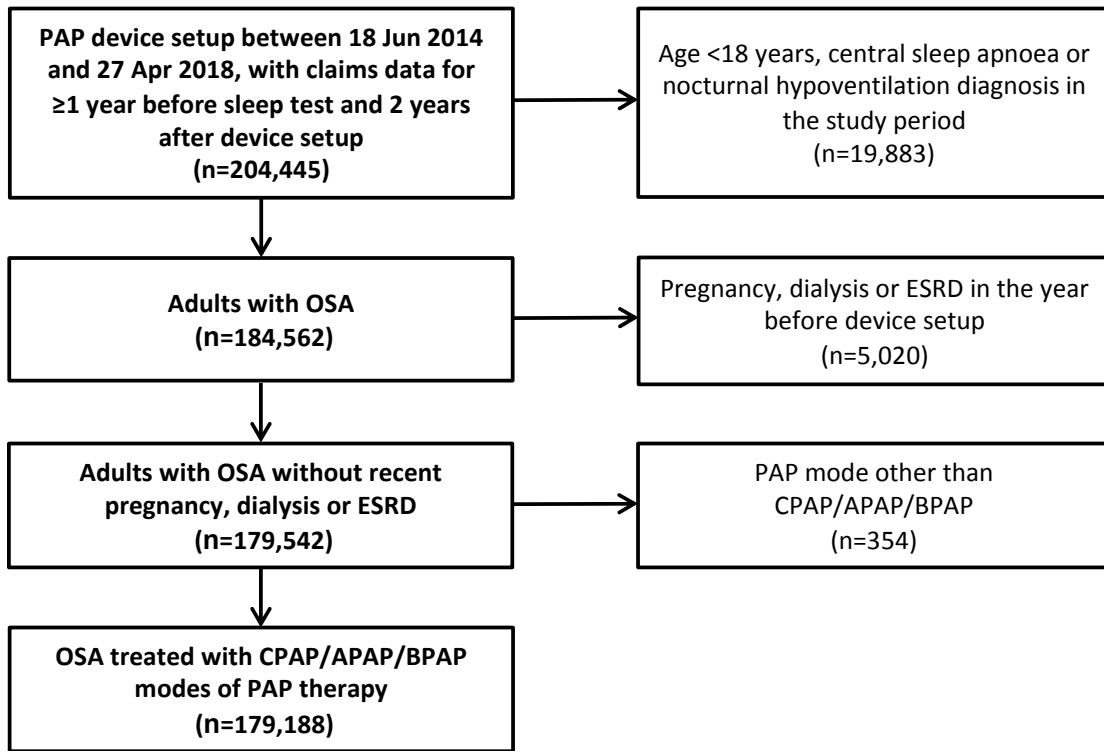 PAP device setup between 18 Jun 2014
and 27 Apr 2018, with claims data for
≥1 year before sleep test and 2 years
after device setup
(n=204,445)
Age <18 years, central sleep apnoea or
nocturnal hypoventilation diagnosis in
the study period
(n=19,883)
Adults with OSA
(n=184,562)
Pregnancy, dialysis or ESRD in the year
before device setup
(n=5,020)
Adults with OSA without recent
pregnancy, dialysis or ESRD
(n=179,542)
PAP mode other than
CPAP/APAP/BPAP
(n=354)
OSA treated with CPAP/APAP/BPAP
modes of PAP therapy
(n=179,188)